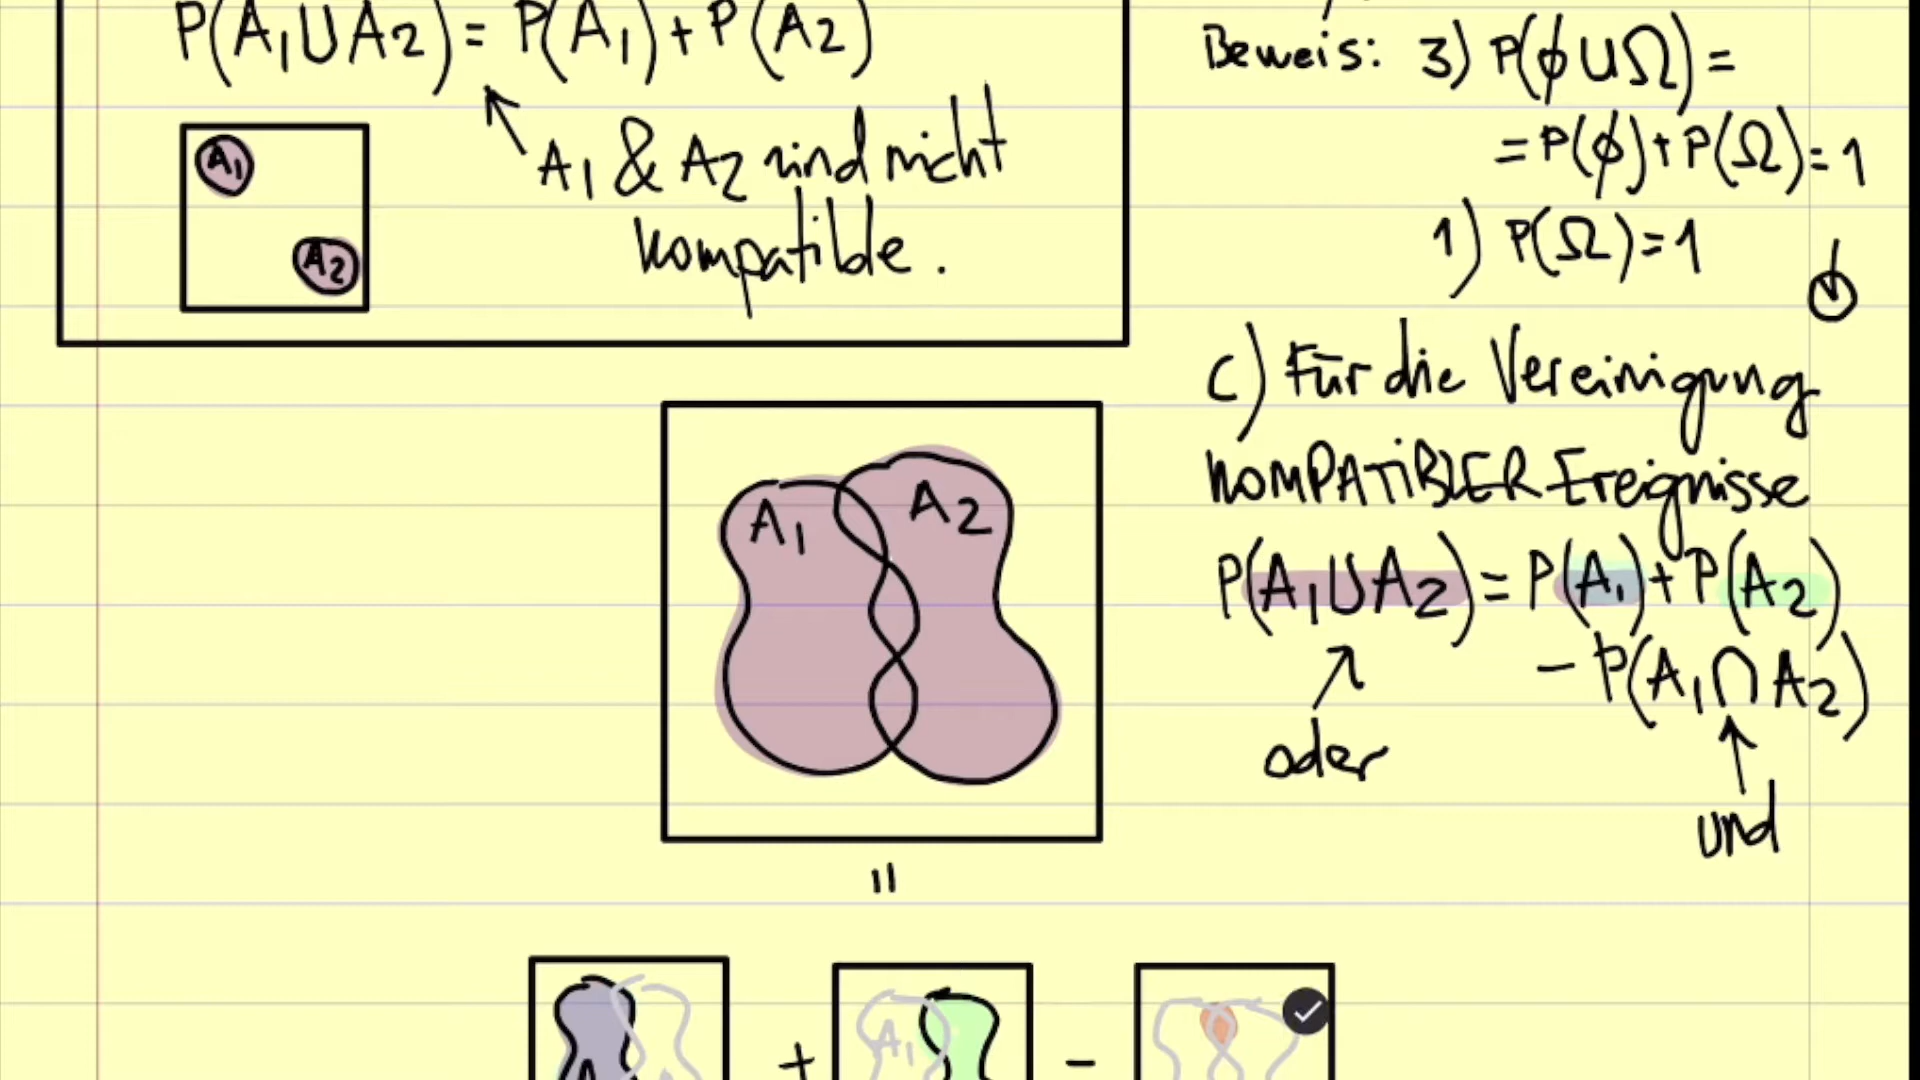 P(A₁∪A₂)= P(A₁)+P(A₂)
A₁ & A₂ sind nicht
kompatible.
A₁
A₂
Beweis: 3) P(ϕ∪Ω)=
=P(ϕ)+P(Ω)=1
1) P(Ω)=1
c) Für die Vereinigung
KOMPATIBLER Ereignisse
P(A₁∪A₂)=P(A₁)+P(A₂)
-P(A₁∩A₂)
oder
und
A₁ A₂
=
+ A₁ -